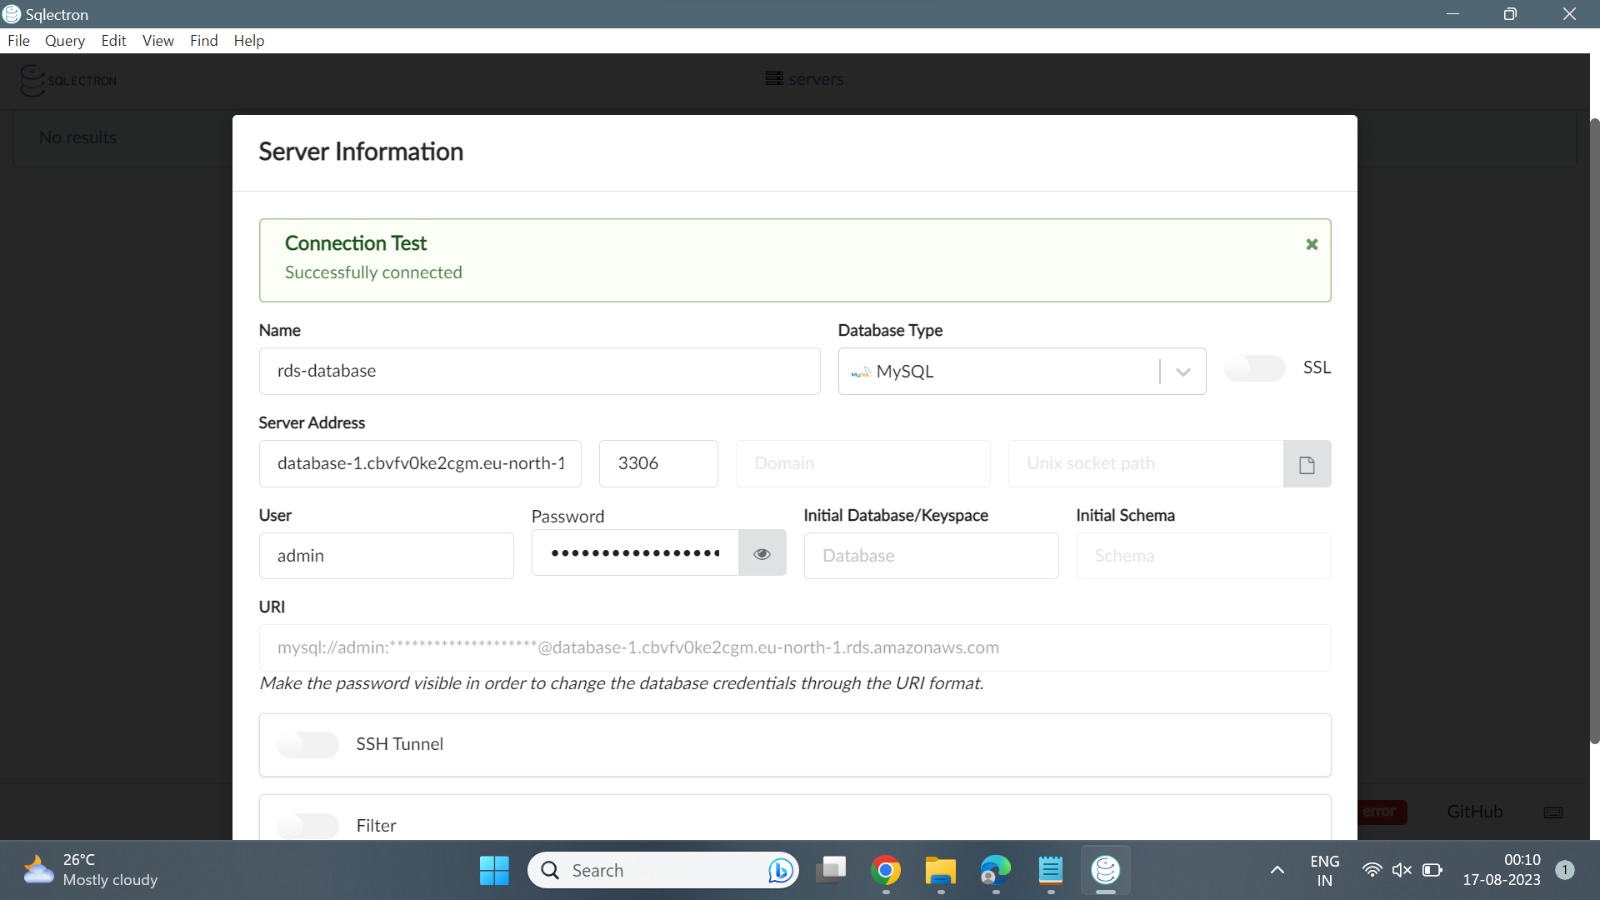 Sqlectron
File Query Edit View Find Help
SQLECTRON
servers
No results
Server Information
Connection Test
Successfully connected
Name
Database Type
rds-database
MySQL MySQL
SSL
Server Address
database-1.cbvfv0ke2cgm.eu-north-1 3306 Domain Unix socket path
User Password Initial Database/Keyspace Initial Schema
admin ••••••••••••••••• Database Schema
URI
mysql://admin:********************@database-1.cbvfv0ke2cgm.eu-north-1.rds.amazonaws.com
Make the password visible in order to change the database credentials through the URI format.
SSH Tunnel
error GitHub
Filter
26°C
Mostly cloudy
Search
ENG
IN
00:10
17-08-2023
1